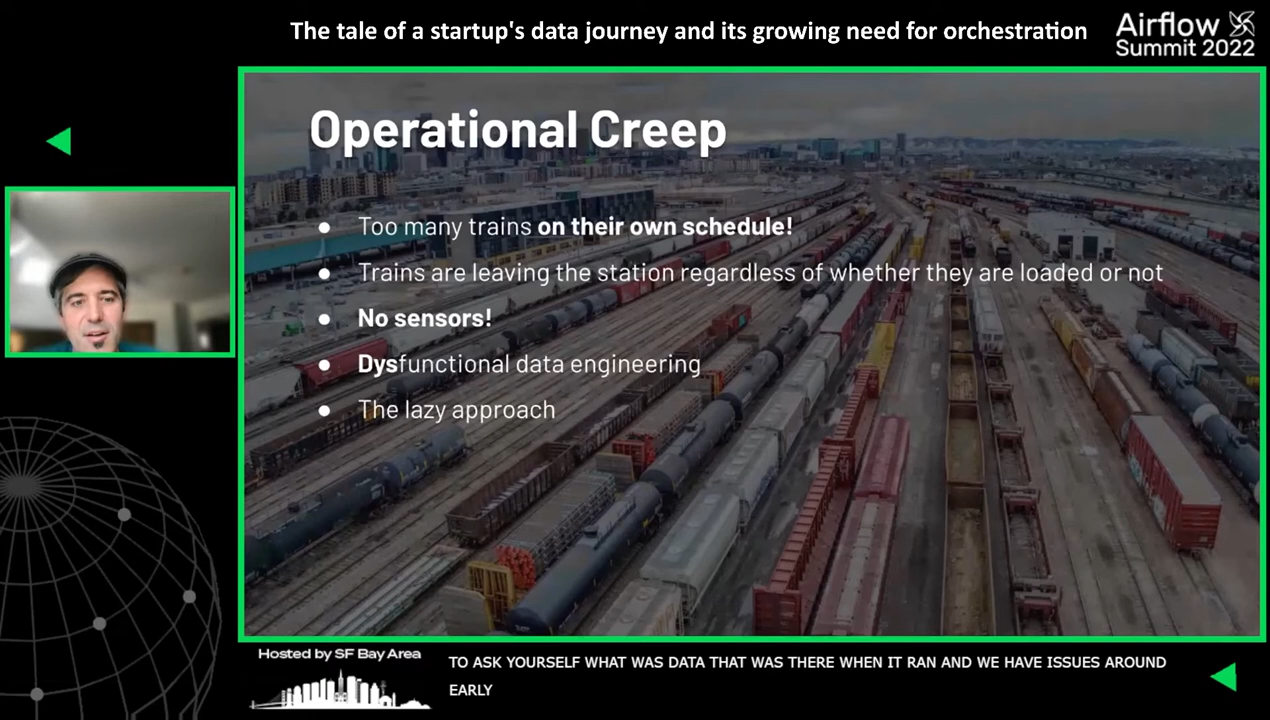 The tale of a startup's data journey and its growing need for orchestration
Airflow
Summit 2022
Operational Creep
● Too many trains on their own schedule!
● Trains are leaving the station regardless of whether they are loaded or not
● No sensors!
● Dysfunctional data engineering
● The lazy approach
Hosted by SF Bay Area
TO ASK YOURSELF WHAT WAS DATA THAT WAS THERE WHEN IT RAN AND WE HAVE ISSUES AROUND
EARLY